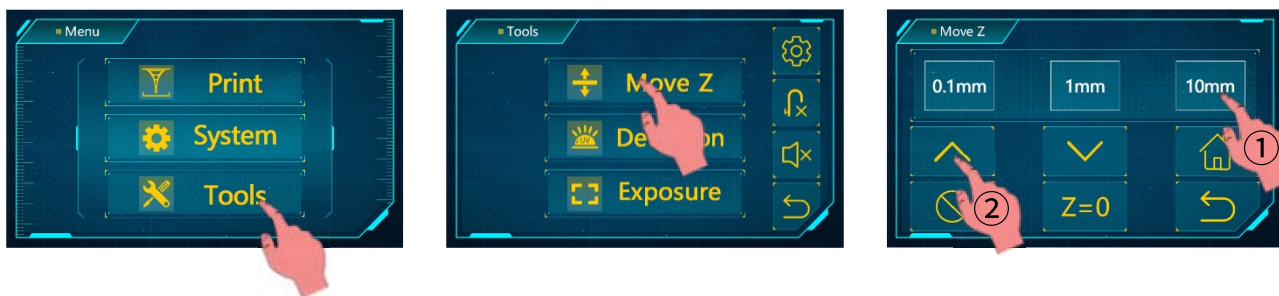 Menu
Print
System
Tools
Tools
Move Z
Exposure
Move Z
0.1mm
1mm
10mm
①
②
Z=0